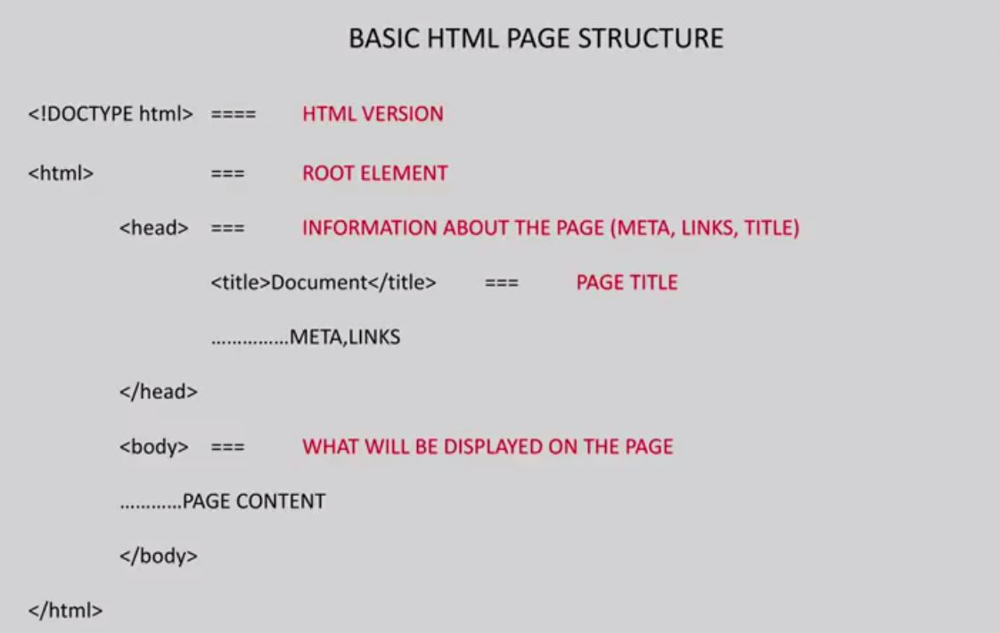 BASIC HTML PAGE STRUCTURE
<!DOCTYPE html> ==== HTML VERSION
<html> === ROOT ELEMENT
<head> === INFORMATION ABOUT THE PAGE (META, LINKS, TITLE)
<title>Document</title> === PAGE TITLE
……………META,LINKS
</head>
<body> === WHAT WILL BE DISPLAYED ON THE PAGE
…………PAGE CONTENT
</body>
</html>